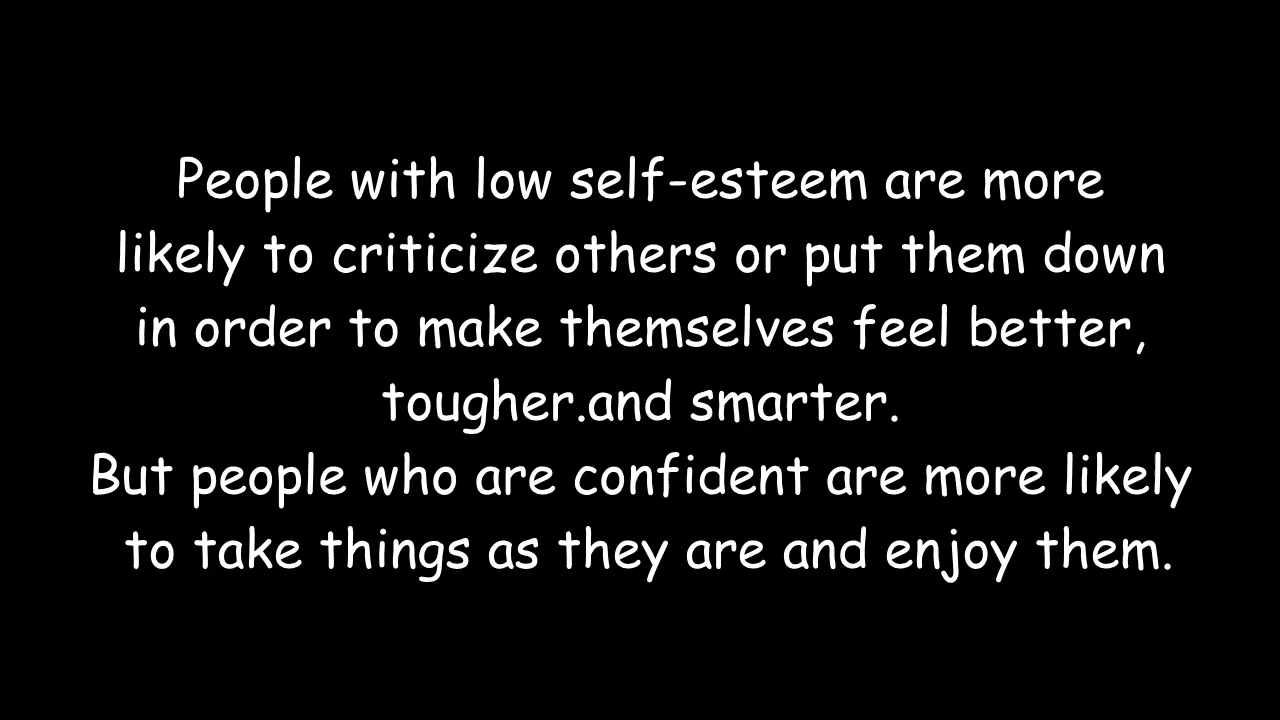 People with low self-esteem are more
likely to criticize others or put them down
in order to make themselves feel better,
tougher.and smarter.
But people who are confident are more likely
to take things as they are and enjoy them.